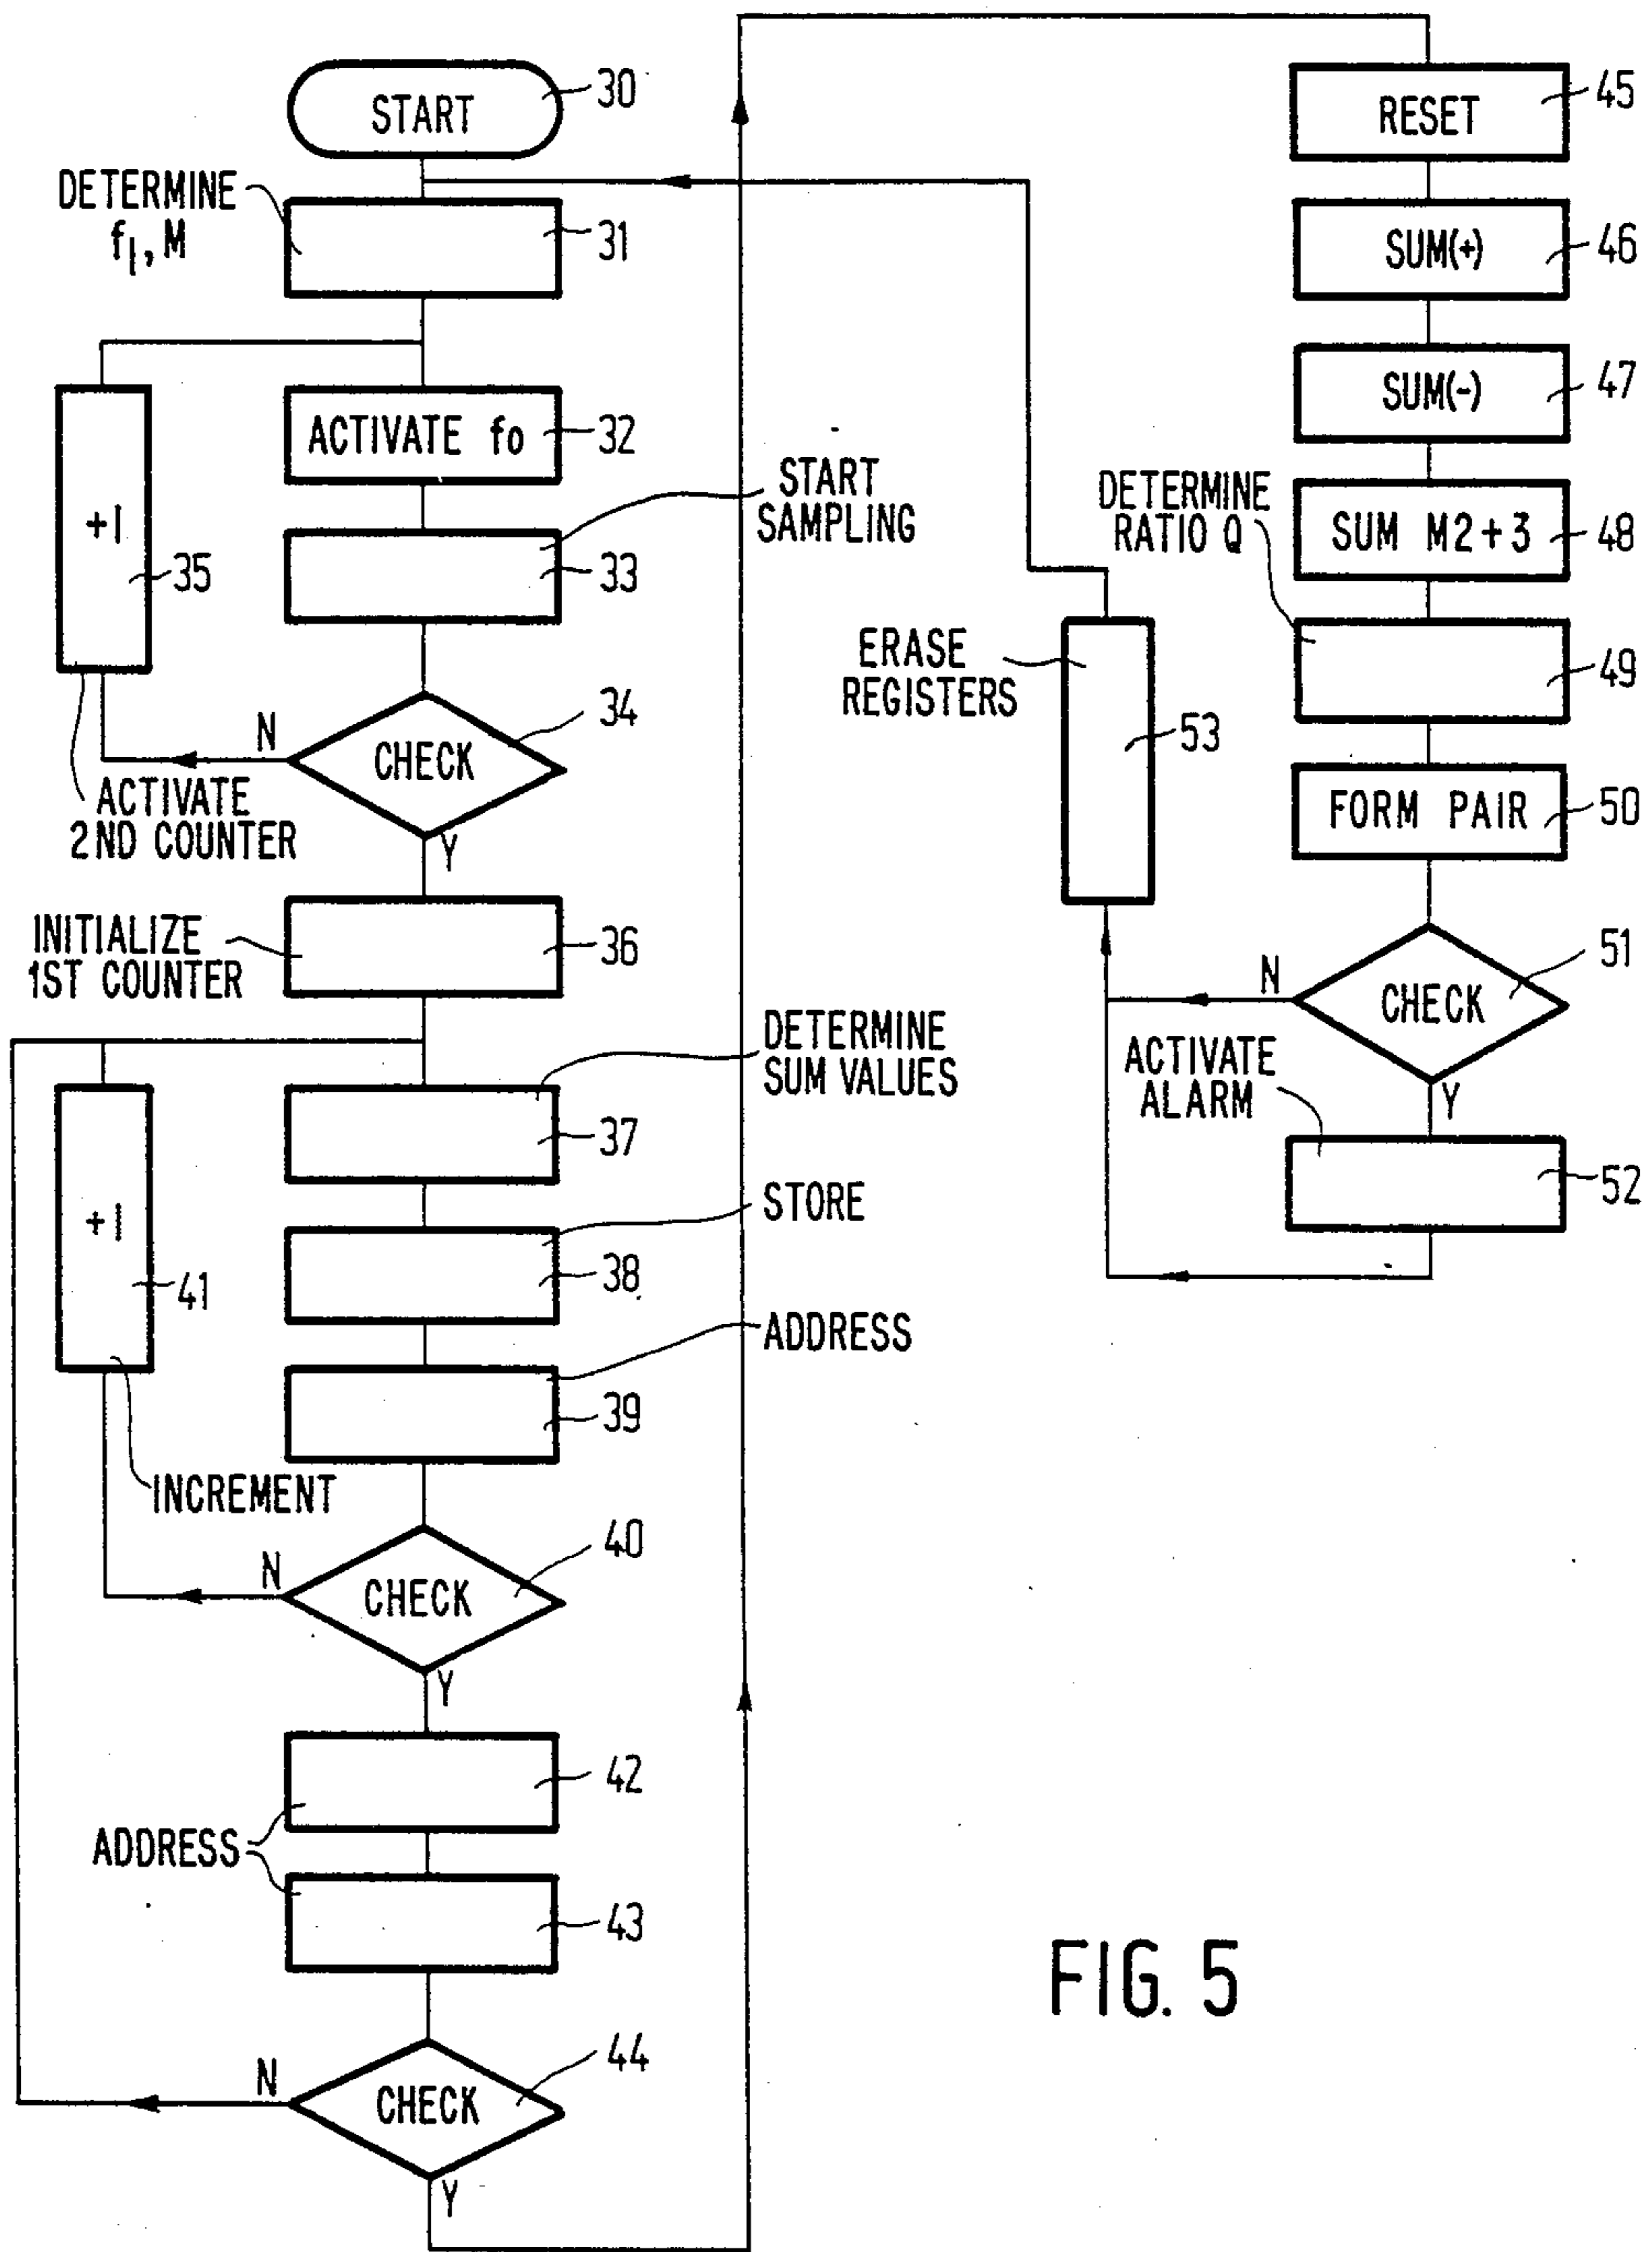 START
30
DETERMINE
f1, M
31
ACTIVATE fo
32
START
SAMPLING
33
+1
35
34
N
CHECK
Y
ACTIVATE
2ND COUNTER
INITIALIZE
1ST COUNTER
36
DETERMINE
SUM VALUES
37
STORE
38
ADDRESS
39
+1
41
INCREMENT
40
N
CHECK
Y
42
ADDRESS
43
44
N
CHECK
Y
RESET
45
SUM(+)
46
SUM(-)
47
SUM M2+3
48
DETERMINE
RATIO Q
49
FORM PAIR
50
51
N
CHECK
Y
ACTIVATE
ALARM
52
ERASE
REGISTERS
53
FIG. 5